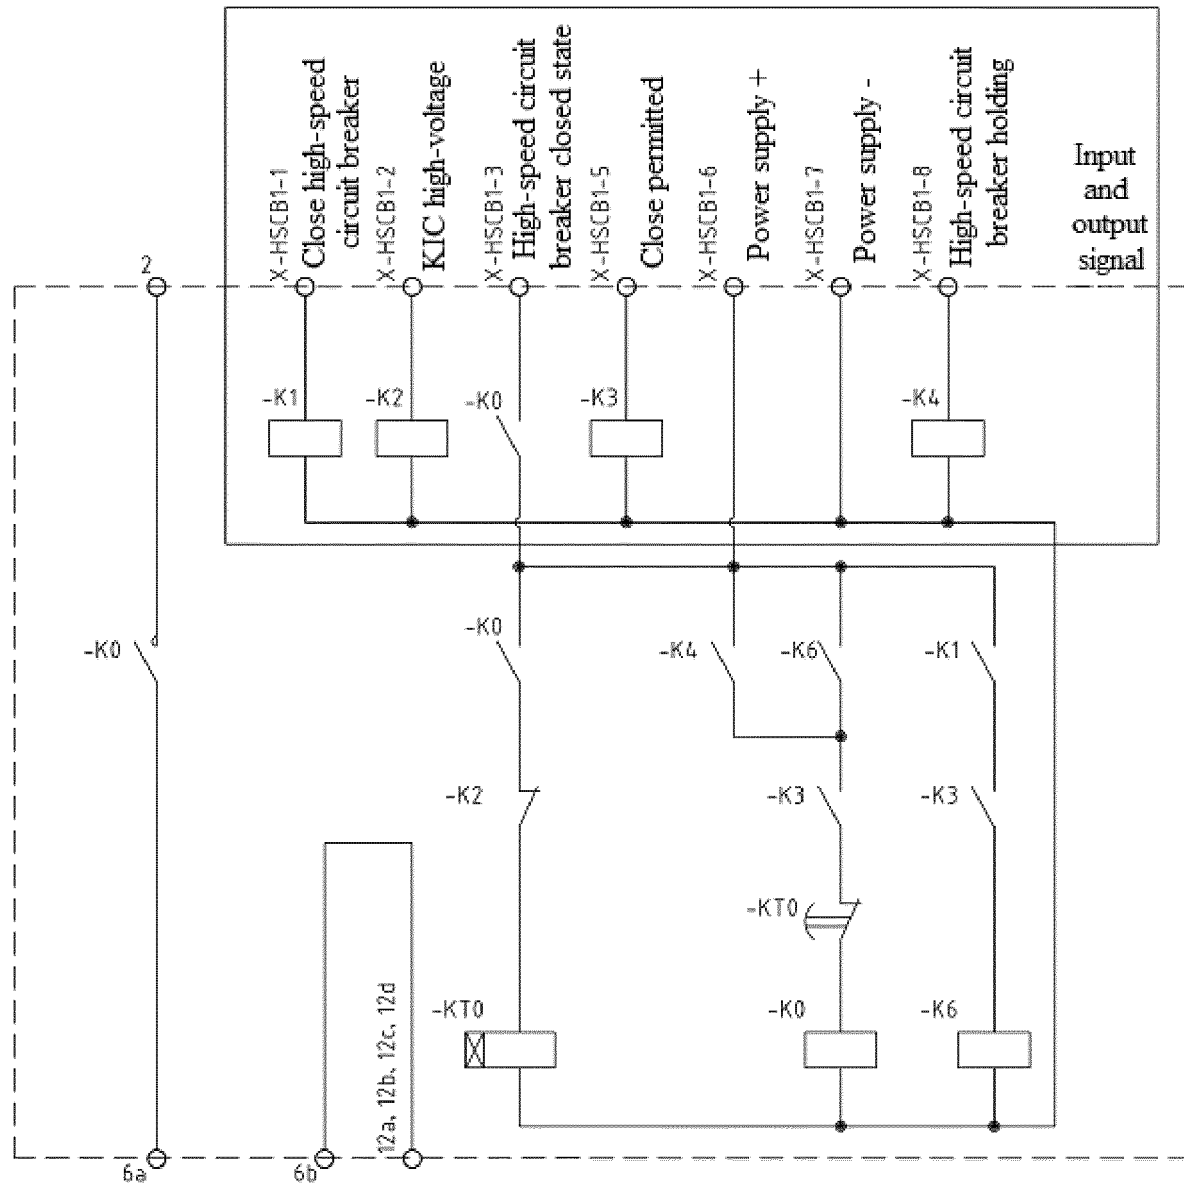 X-HSCB1-1
Close high-speed
circuit breaker
X-HSCB1-2
KIC high-voltage
X-HSCB1-3
High-speed circuit
breaker closed state
X-HSCB1-5
Close permitted
X-HSCB1-6
Power supply +
X-HSCB1-7
Power supply -
X-HSCB1-8
High-speed circuit
breaker holding
Input
and
output
signal
2
-K1
-K2
-K0
-K3
-K4
-K0
-K0
-K4
-K6
-K1
-K2
-K3
-K3
-KT0
-KT0
-K0
-K6
12a、12b、12c、12d
6a
6b